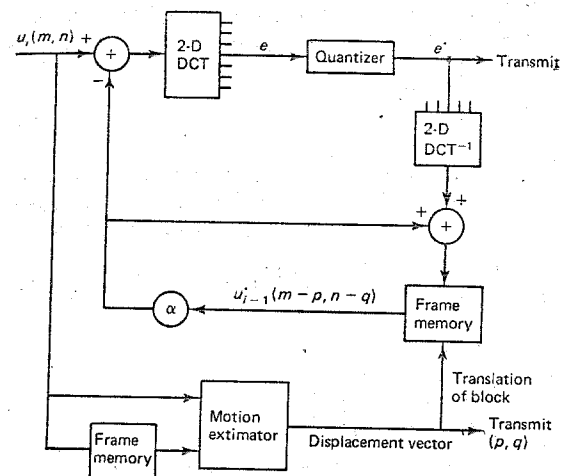 u_i(m, n) +
+
−
2-D
DCT
e
Quantizer
e˙
Transmit
2-D
DCT⁻¹
+
+
+
α
u˙_{i−1}(m − p, n − q)
Frame
memory
Translation
of block
Motion
extimator
Frame
memory
Displacement vector
Transmit
(p, q)